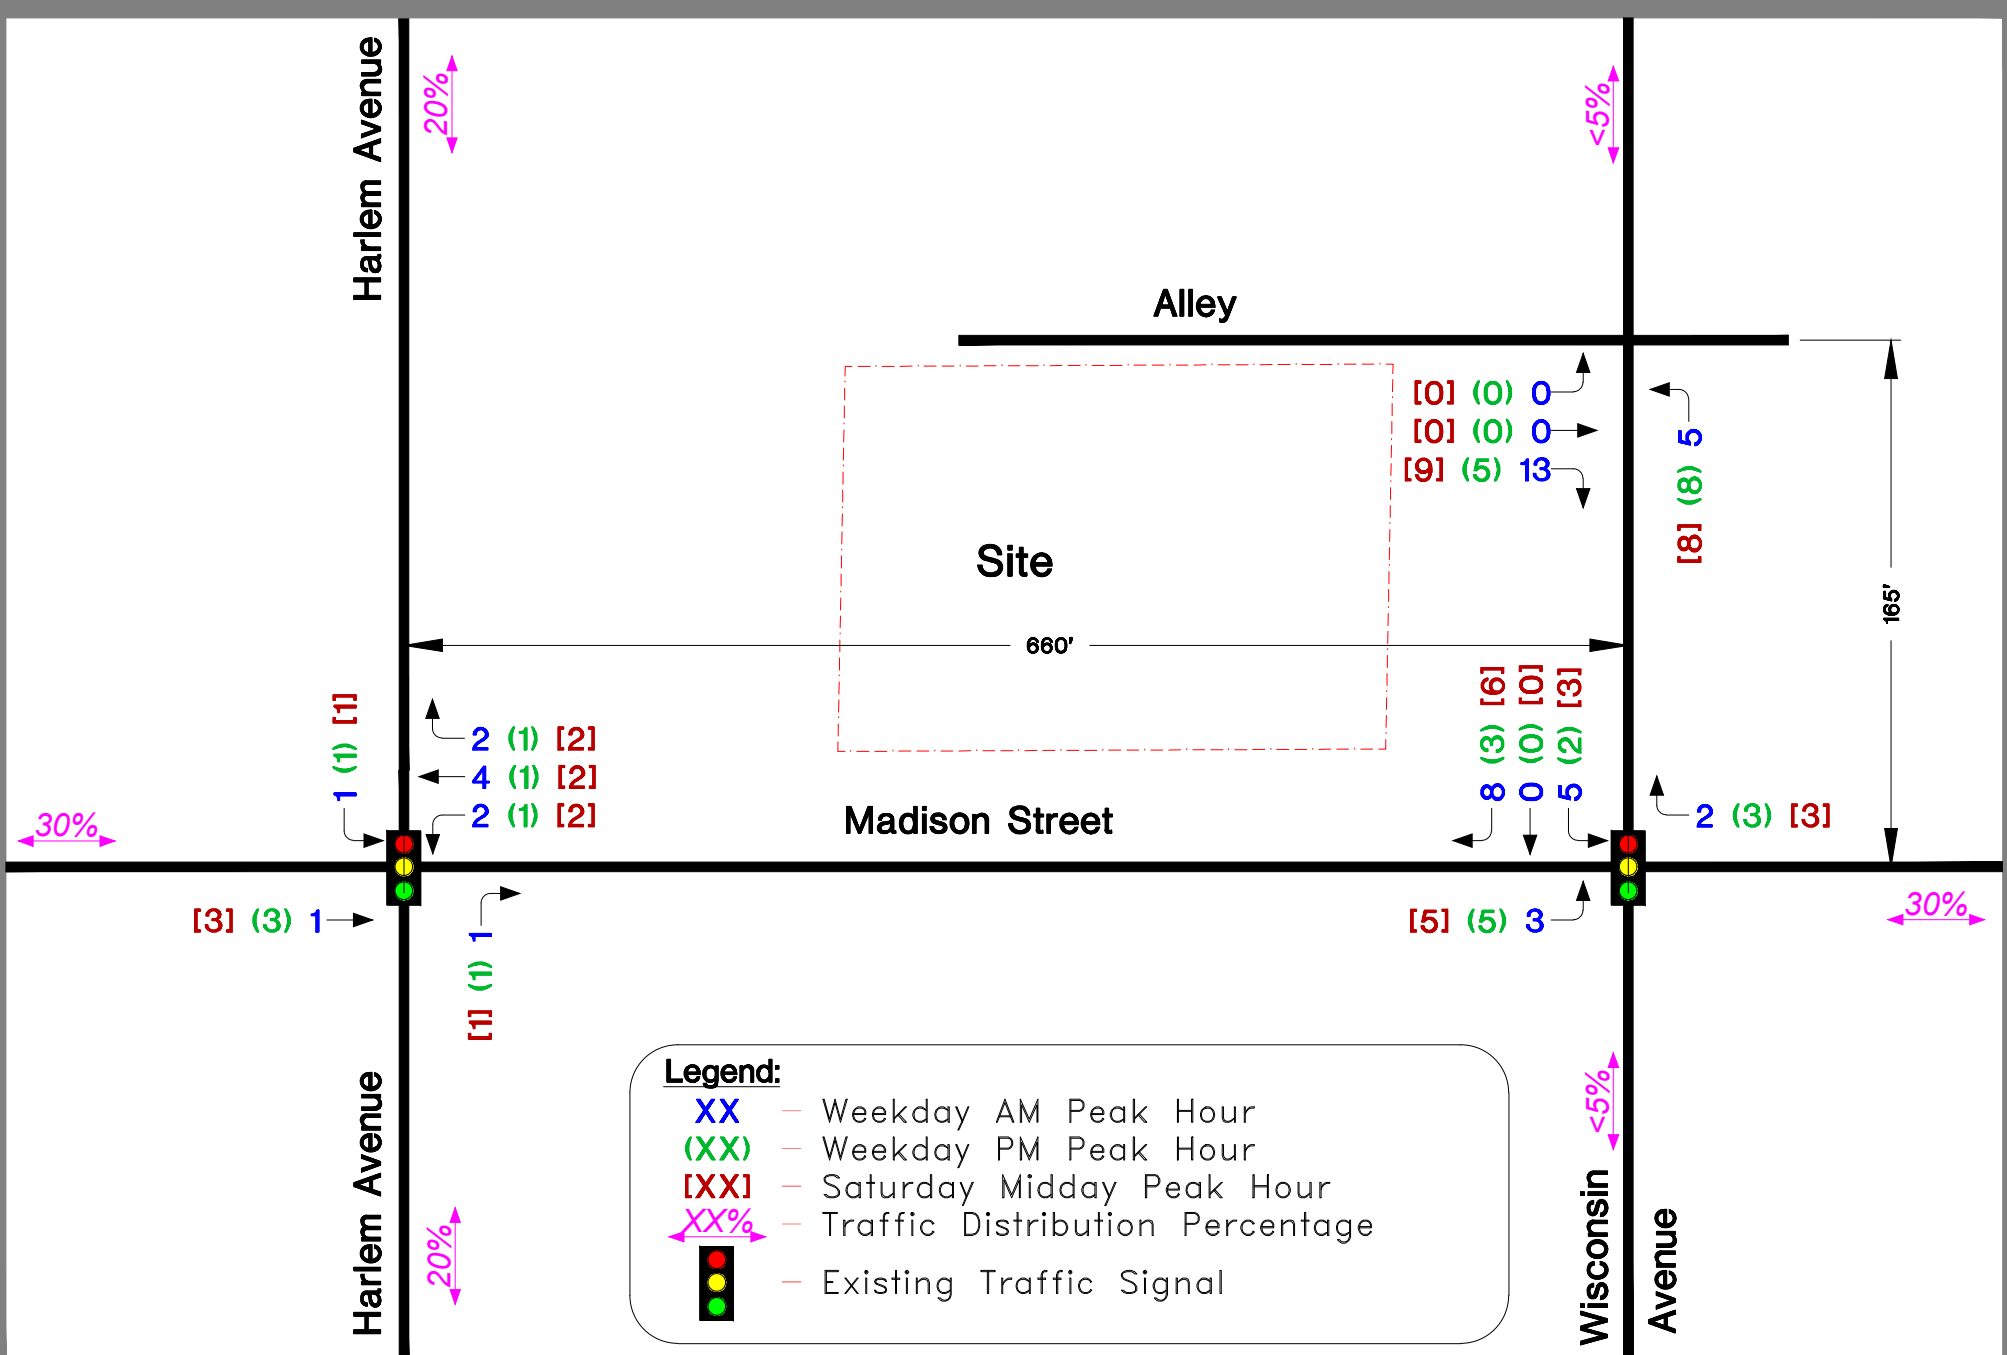 Harlem Avenue
20%
<5%
Alley
[0] (0) 0
[0] (0) 0
[9] (5) 13
5 (8) [8]
Site
165'
660'
1 (1) [1]
2 (1) [2]
4 (1) [2]
2 (1) [2]
8 (3) [6]
0 (0) [0]
5 (2) [3]
2 (3) [3]
Madison Street
30%
[3] (3) 1
[1] (1) 1
[5] (5) 3
30%
Harlem Avenue
20%
<5%
Wisconsin
Avenue
Legend:
XX – Weekday AM Peak Hour
(XX) – Weekday PM Peak Hour
[XX] – Saturday Midday Peak Hour
XX% – Traffic Distribution Percentage
– Existing Traffic Signal